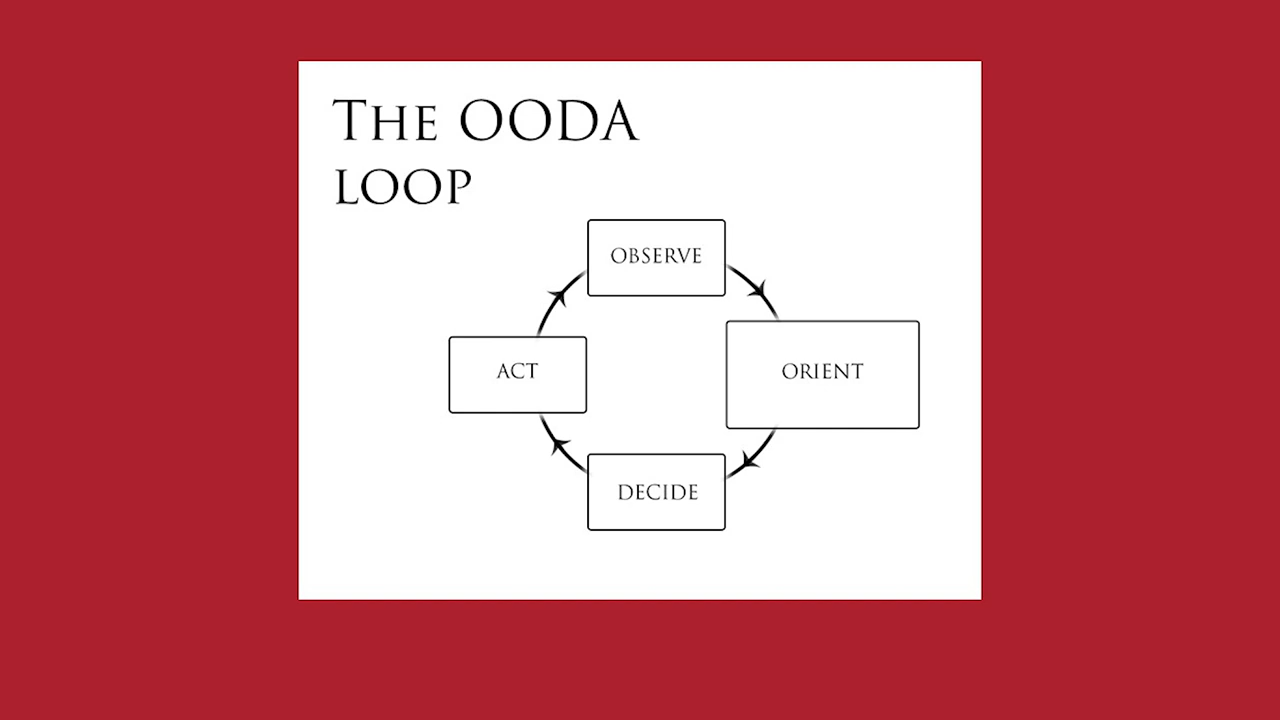 The OODA
LOOP
OBSERVE
ACT
ORIENT
DECIDE